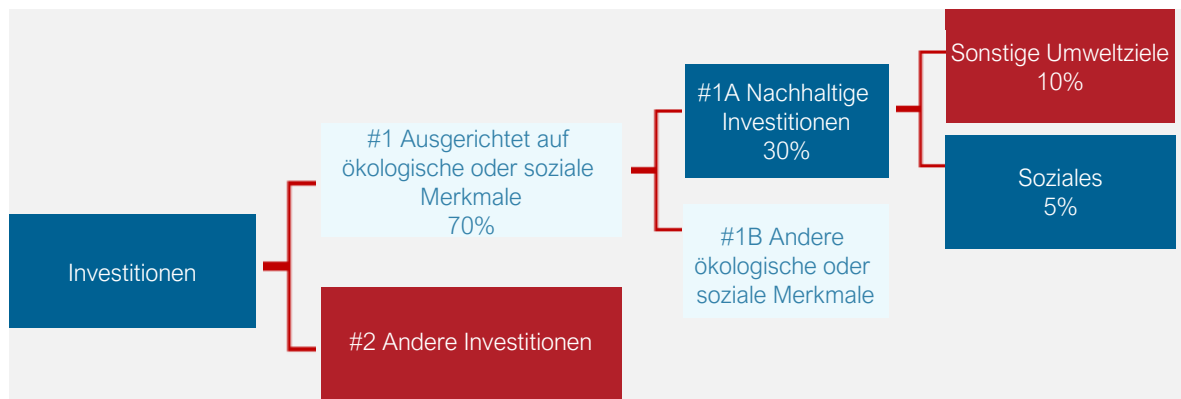 Investitionen
#1 Ausgerichtet auf
ökologische oder soziale
Merkmale
70%
#2 Andere Investitionen
#1A Nachhaltige
Investitionen
30%
#1B Andere
ökologische oder
soziale Merkmale
Sonstige Umweltziele
10%
Soziales
5%